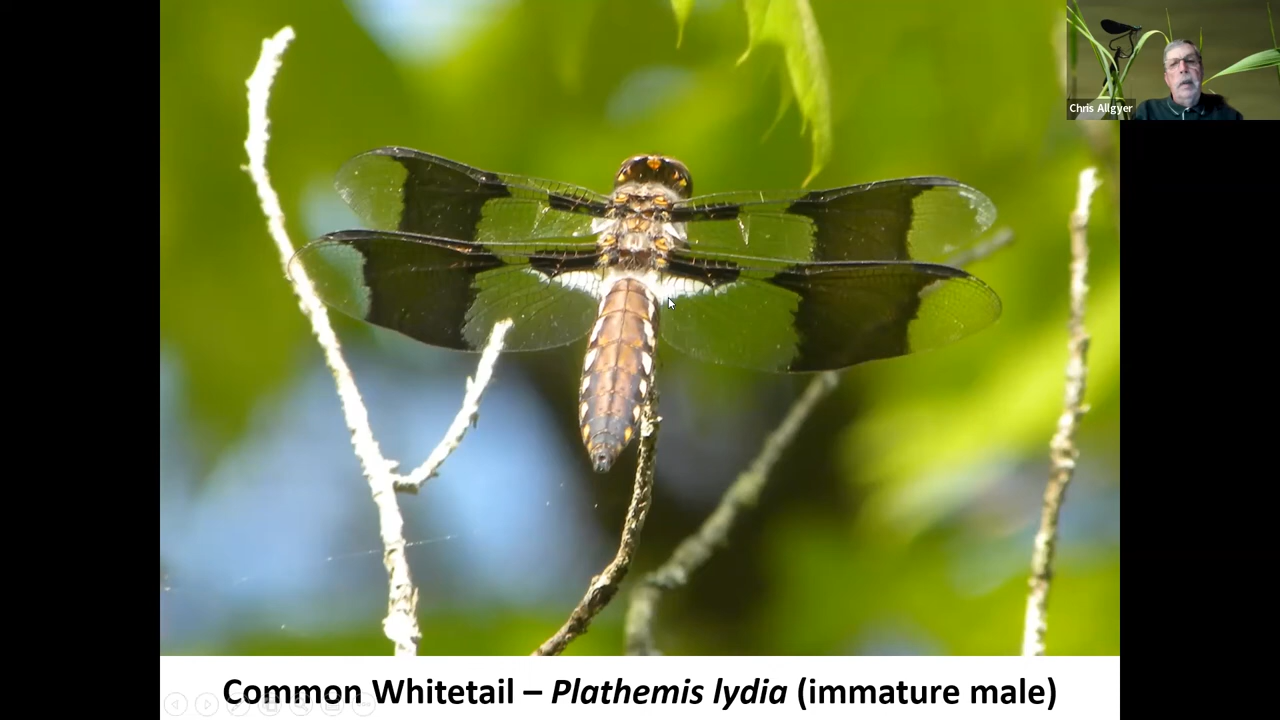 Chris Allgyer
Common Whitetail – Plathemis lydia (immature male)